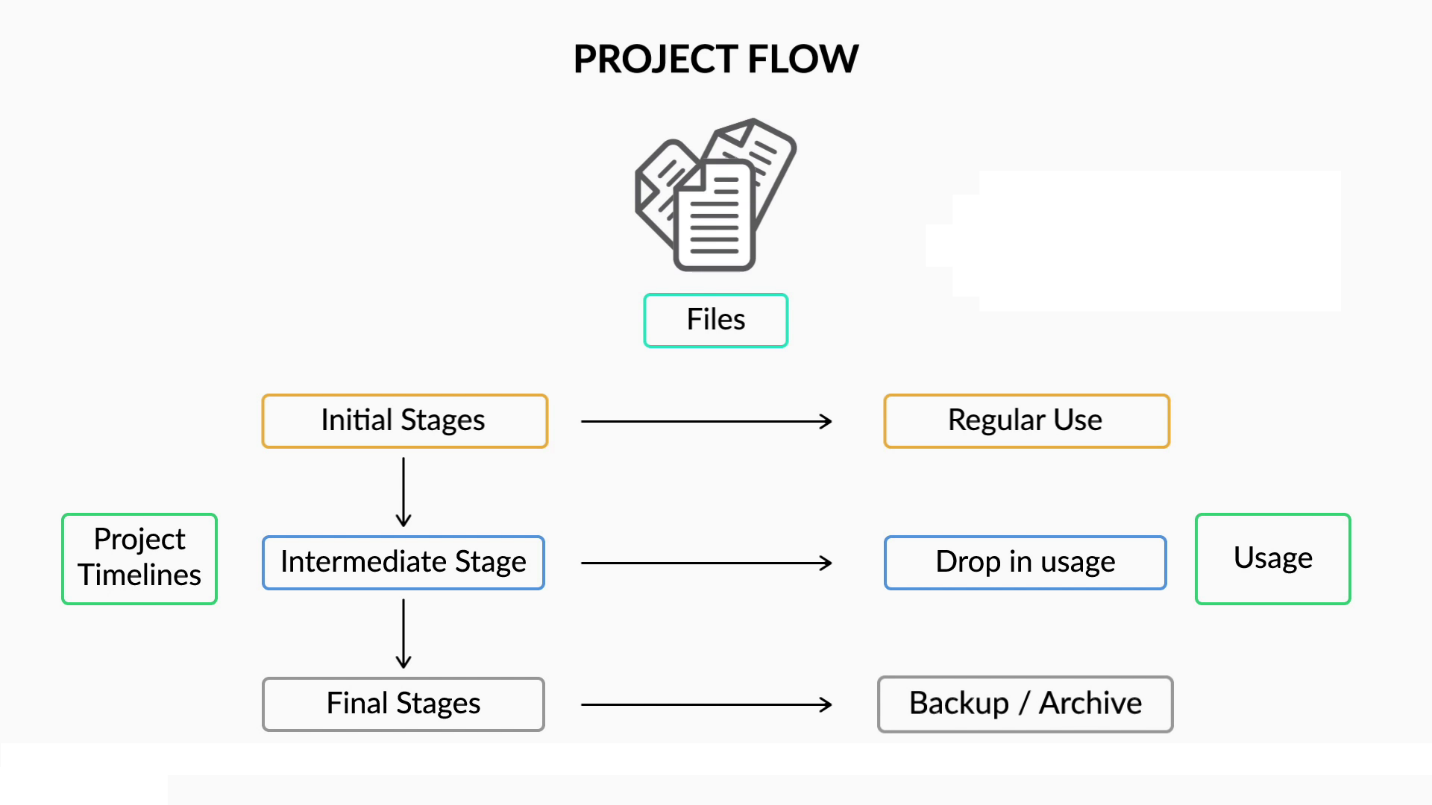 PROJECT FLOW
Files
Initial Stages
Regular Use
Project
Timelines
Intermediate Stage
Drop in usage
Usage
Final Stages
Backup / Archive